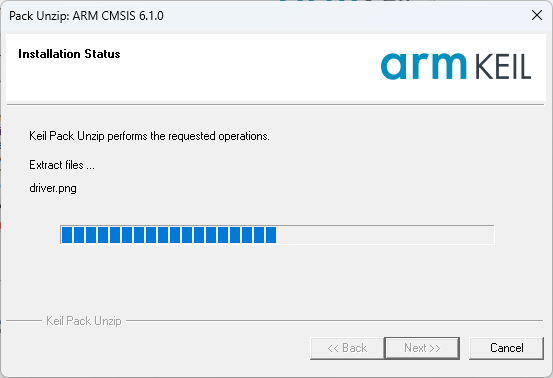 Pack Unzip: ARM CMSIS 6.1.0
Installation Status
arm KEIL
Keil Pack Unzip performs the requested operations.
Extract files ...
driver.png
Keil Pack Unzip
<< Back
Next >>
Cancel